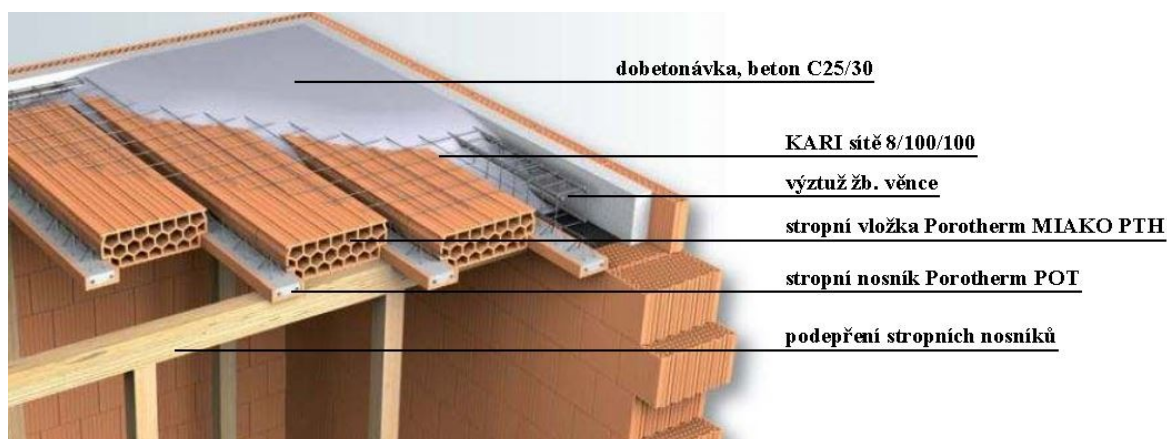 dobetonávka, beton C25/30
KARI sítě 8/100/100
výztuž žb. věnce
stropní vložka Porotherm MIAKO PTH
stropní nosník Porotherm POT
podepření stropních nosníků